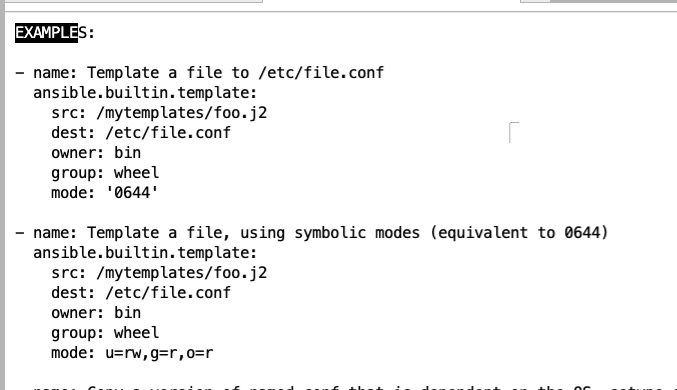 EXAMPLES:
- name: Template a file to /etc/file.conf
ansible.builtin.template:
src: /mytemplates/foo.j2
dest: /etc/file.conf
owner: bin
group: wheel
mode: '0644'
- name: Template a file, using symbolic modes (equivalent to 0644)
ansible.builtin.template:
src: /mytemplates/foo.j2
dest: /etc/file.conf
owner: bin
group: wheel
mode: u=rw,g=r,o=r